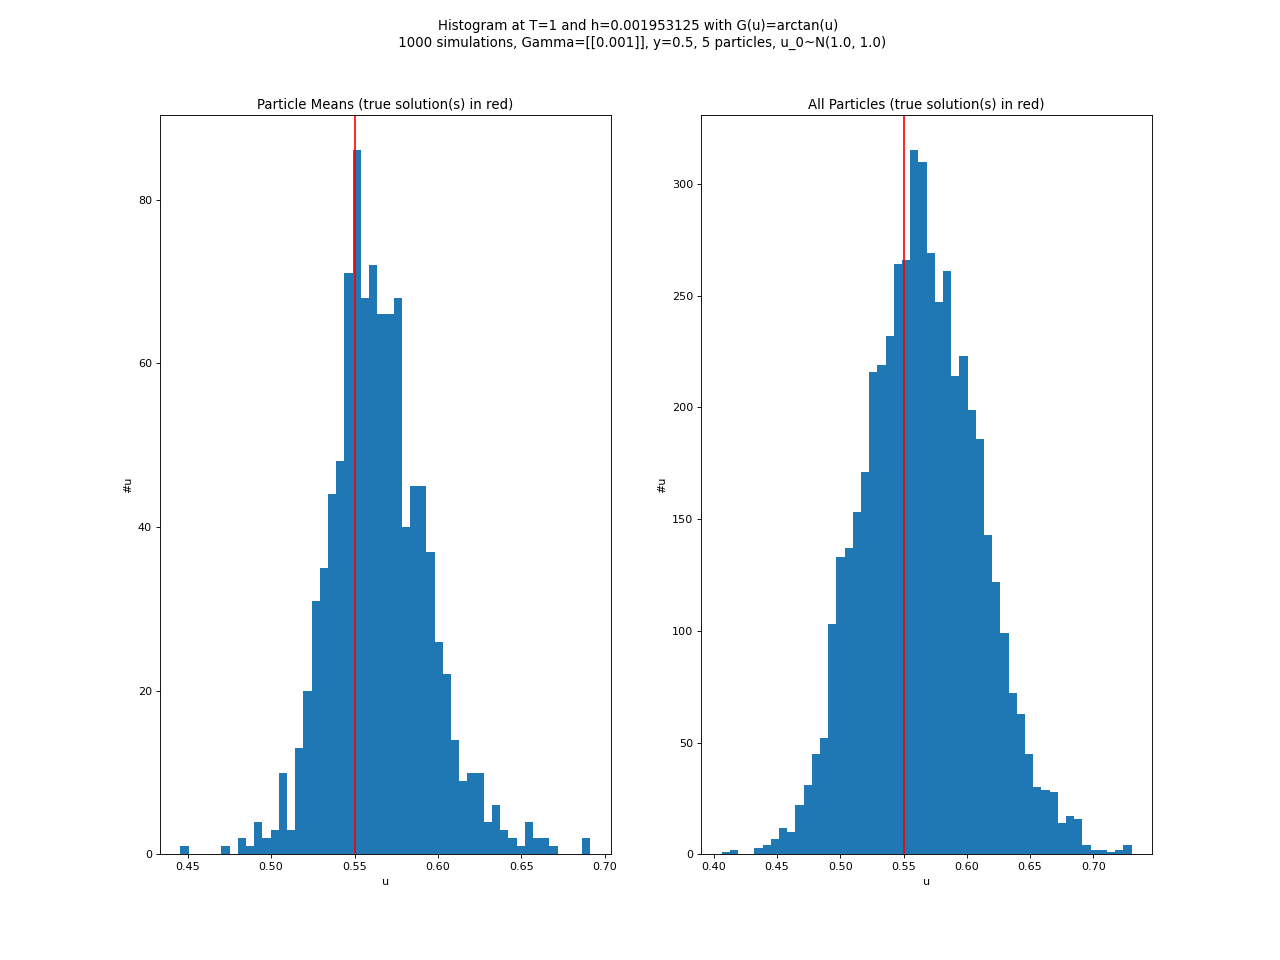 Histogram at T=1 and h=0.001953125 with G(u)=arctan(u)
1000 simulations, Gamma=[[0.001]], y=0.5, 5 particles, u_0~N(1.0, 1.0)
Particle Means (true solution(s) in red)
80
60
40
20
0
#u
0.45 0.50 0.55 0.60 0.65 0.70
u
All Particles (true solution(s) in red)
300
250
200
150
100
50
0
#u
0.40 0.45 0.50 0.55 0.60 0.65 0.70
u